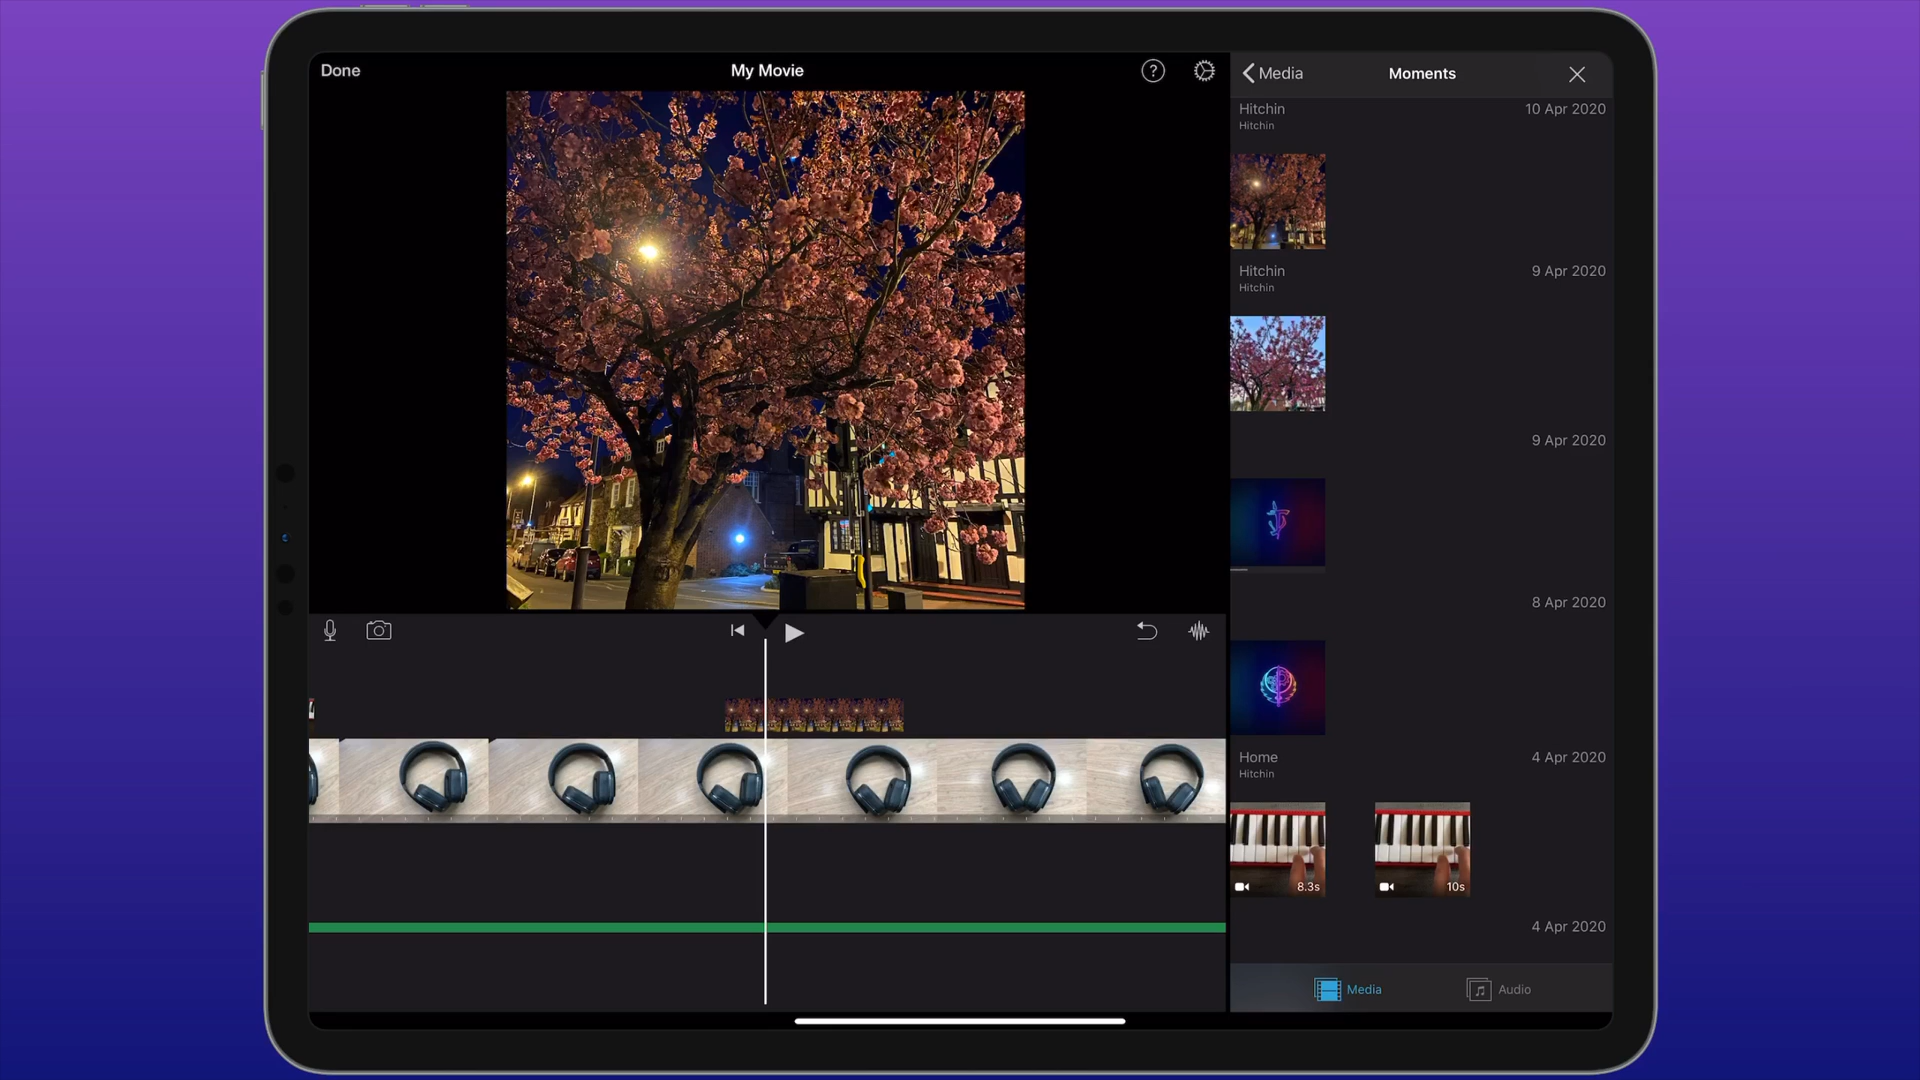 Done
My Movie
?
Media
Moments
Hitchin
10 Apr 2020
Hitchin
Hitchin
9 Apr 2020
Hitchin
9 Apr 2020
8 Apr 2020
Home
4 Apr 2020
Hitchin
8.3s
10s
4 Apr 2020
Media
Audio